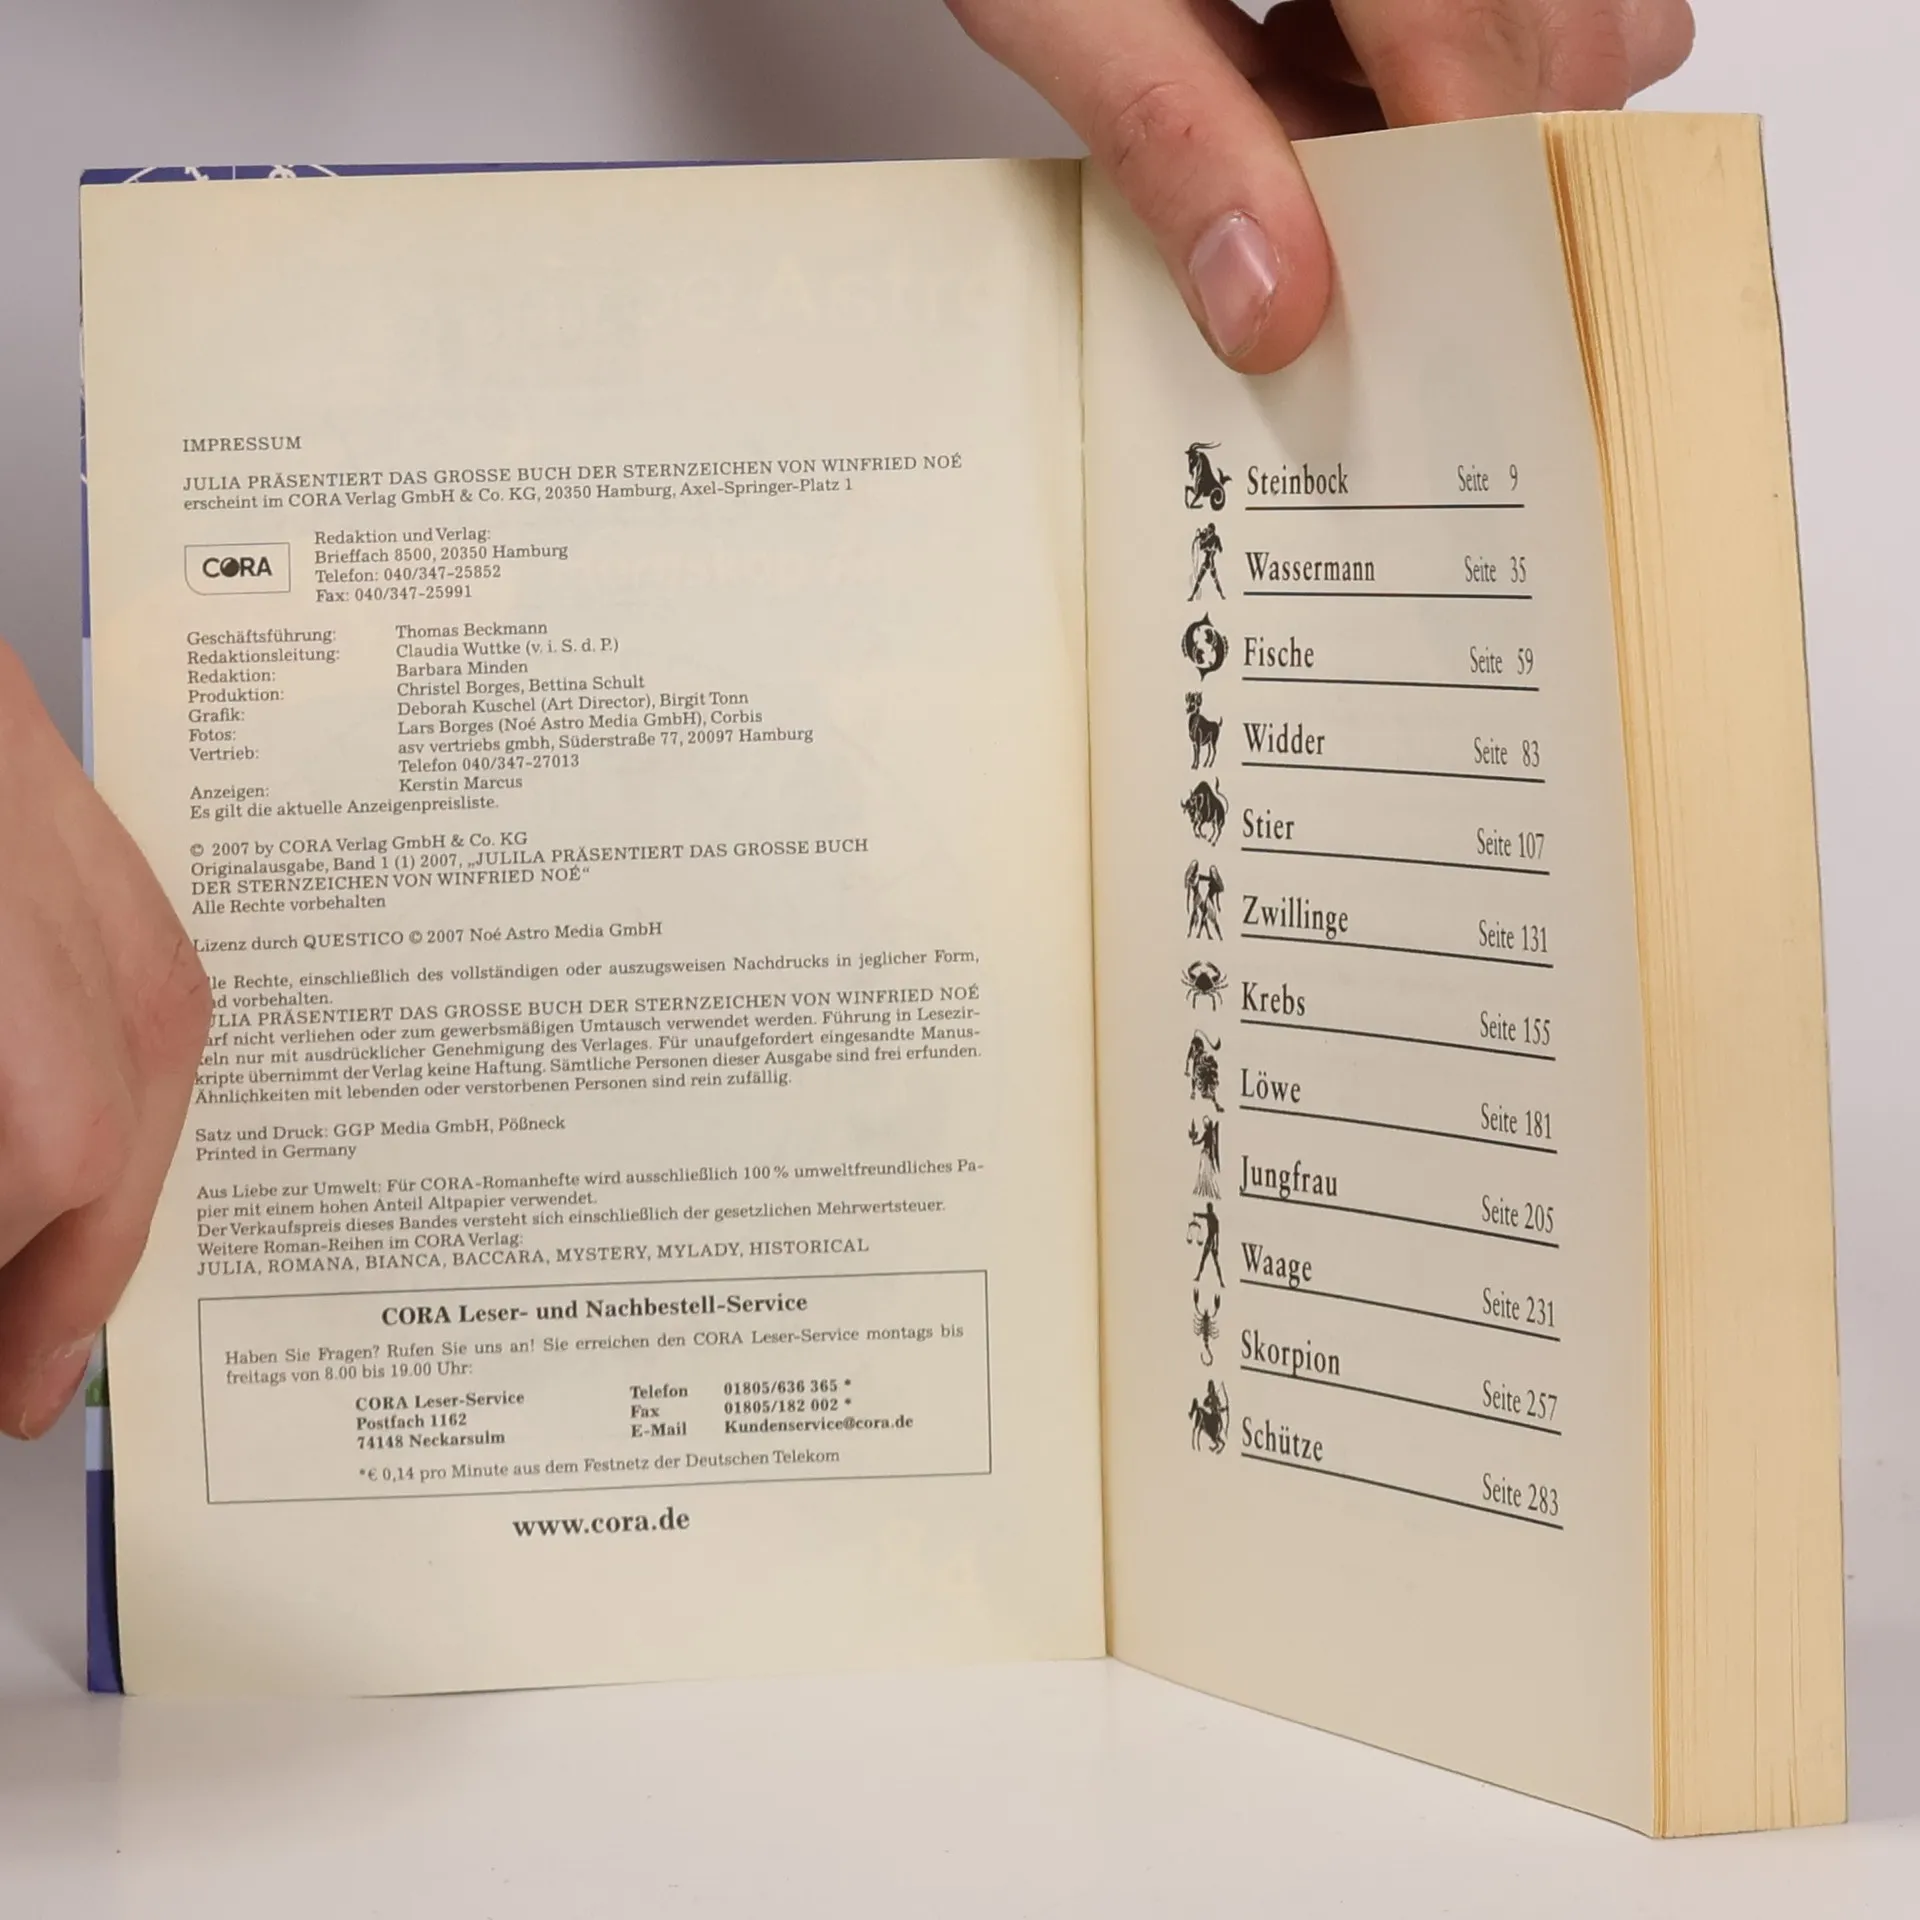 IMPRESSUM
JULIA PRÄSENTIERT DAS GROSSE BUCH DER STERNZEICHEN VON WINFRIED NOÉ
erscheint im CORA Verlag GmbH & Co. KG, 20350 Hamburg, Axel-Springer-Platz 1
CORA
Redaktion und Verlag:
Brieffach 8500, 20350 Hamburg
Telefon: 040/347-25852
Fax: 040/347-25991
Geschäftsführung: Thomas Beckmann
Redaktionsleitung: Claudia Wuttke (v. i. S. d. P.)
Redaktion: Barbara Minden
Produktion: Christel Borges, Bettina Schult
Grafik: Deborah Kuschel (Art Director), Birgit Tonn
Fotos: Lars Borges (Noé Astro Media GmbH), Corbis
Vertrieb: asv vertriebs gmbh, Süderstraße 77, 20097 Hamburg
Telefon 040/347-27013
Anzeigen: Kerstin Marcus
Es gilt die aktuelle Anzeigenpreisliste.
© 2007 by CORA Verlag GmbH & Co. KG
Originalausgabe, Band 1 (1) 2007, „JULILA PRÄSENTIERT DAS GROSSE BUCH
DER STERNZEICHEN VON WINFRIED NOÉ“
Alle Rechte vorbehalten
Lizenz durch QUESTICO © 2007 Noé Astro Media GmbH
lle Rechte, einschließlich des vollständigen oder auszugsweisen Nachdrucks in jeglicher Form,
nd vorbehalten.
ULIA PRÄSENTIERT DAS GROSSE BUCH DER STERNZEICHEN VON WINFRIED NOÉ
arf nicht verliehen oder zum gewerbsmäßigen Umtausch verwendet werden. Führung in Lesezir-
keln nur mit ausdrücklicher Genehmigung des Verlages. Für unaufgefordert eingesandte Manus-
kripte übernimmt der Verlag keine Haftung. Sämtliche Personen dieser Ausgabe sind frei erfunden.
Ähnlichkeiten mit lebenden oder verstorbenen Personen sind rein zufällig.
Satz und Druck: GGP Media GmbH, Pößneck
Printed in Germany
Aus Liebe zur Umwelt: Für CORA-Romanhefte wird ausschließlich 100 % umweltfreundliches Pa-
pier mit einem hohen Anteil Altpapier verwendet.
Der Verkaufspreis dieses Bandes versteht sich einschließlich der gesetzlichen Mehrwertsteuer.
Weitere Roman-Reihen im CORA Verlag:
JULIA, ROMANA, BIANCA, BACCARA, MYSTERY, MYLADY, HISTORICAL
CORA Leser- und Nachbestell-Service
Haben Sie Fragen? Rufen Sie uns an! Sie erreichen den CORA Leser-Service montags bis
freitags von 8.00 bis 19.00 Uhr:
CORA Leser-Service Telefon 01805/636 365 *
Postfach 1162 Fax 01805/182 002 *
74148 Neckarsulm E-Mail Kundenservice@cora.de
*€ 0,14 pro Minute aus dem Festnetz der Deutschen Telekom
www.cora.de
Steinbock Seite 9
Wassermann Seite 35
Fische Seite 59
Widder Seite 83
Stier Seite 107
Zwillinge Seite 131
Krebs Seite 155
Löwe Seite 181
Jungfrau Seite 205
Waage Seite 231
Skorpion Seite 257
Schütze Seite 283